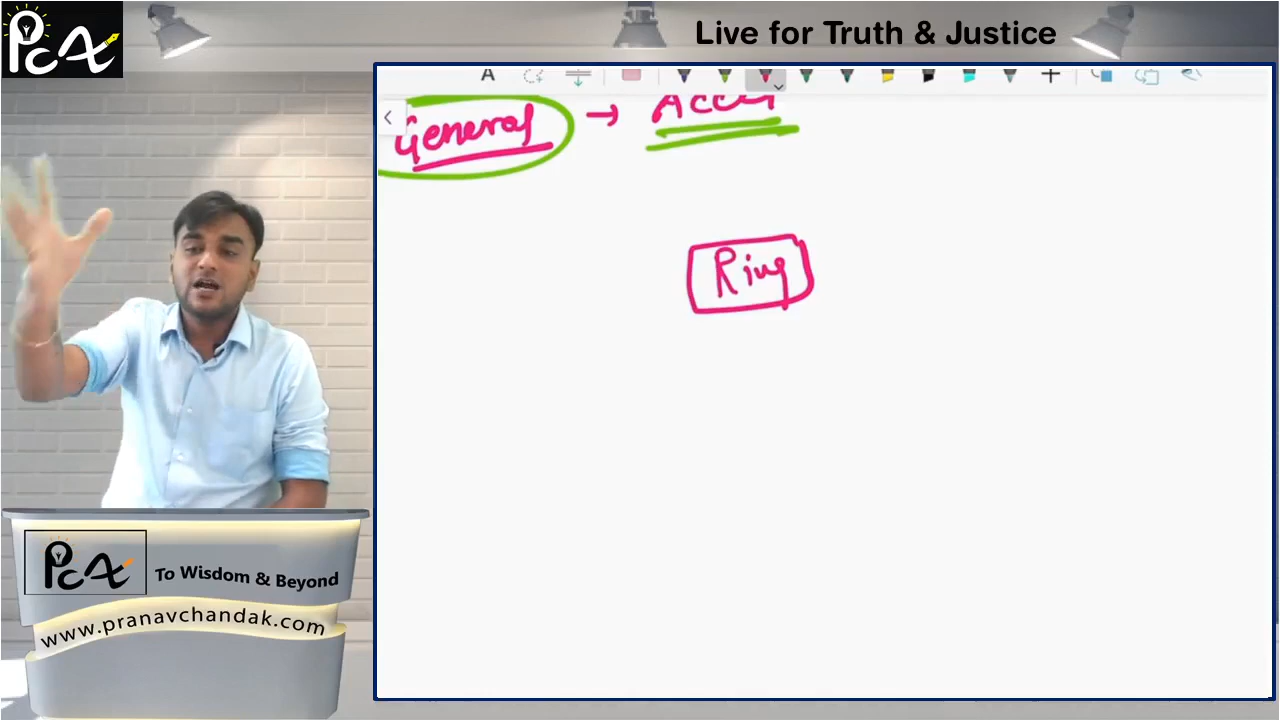 PCA
Live for Truth & Justice
A
General →
Ring
PCA
To Wisdom & Beyond
www.pranavchandak.com